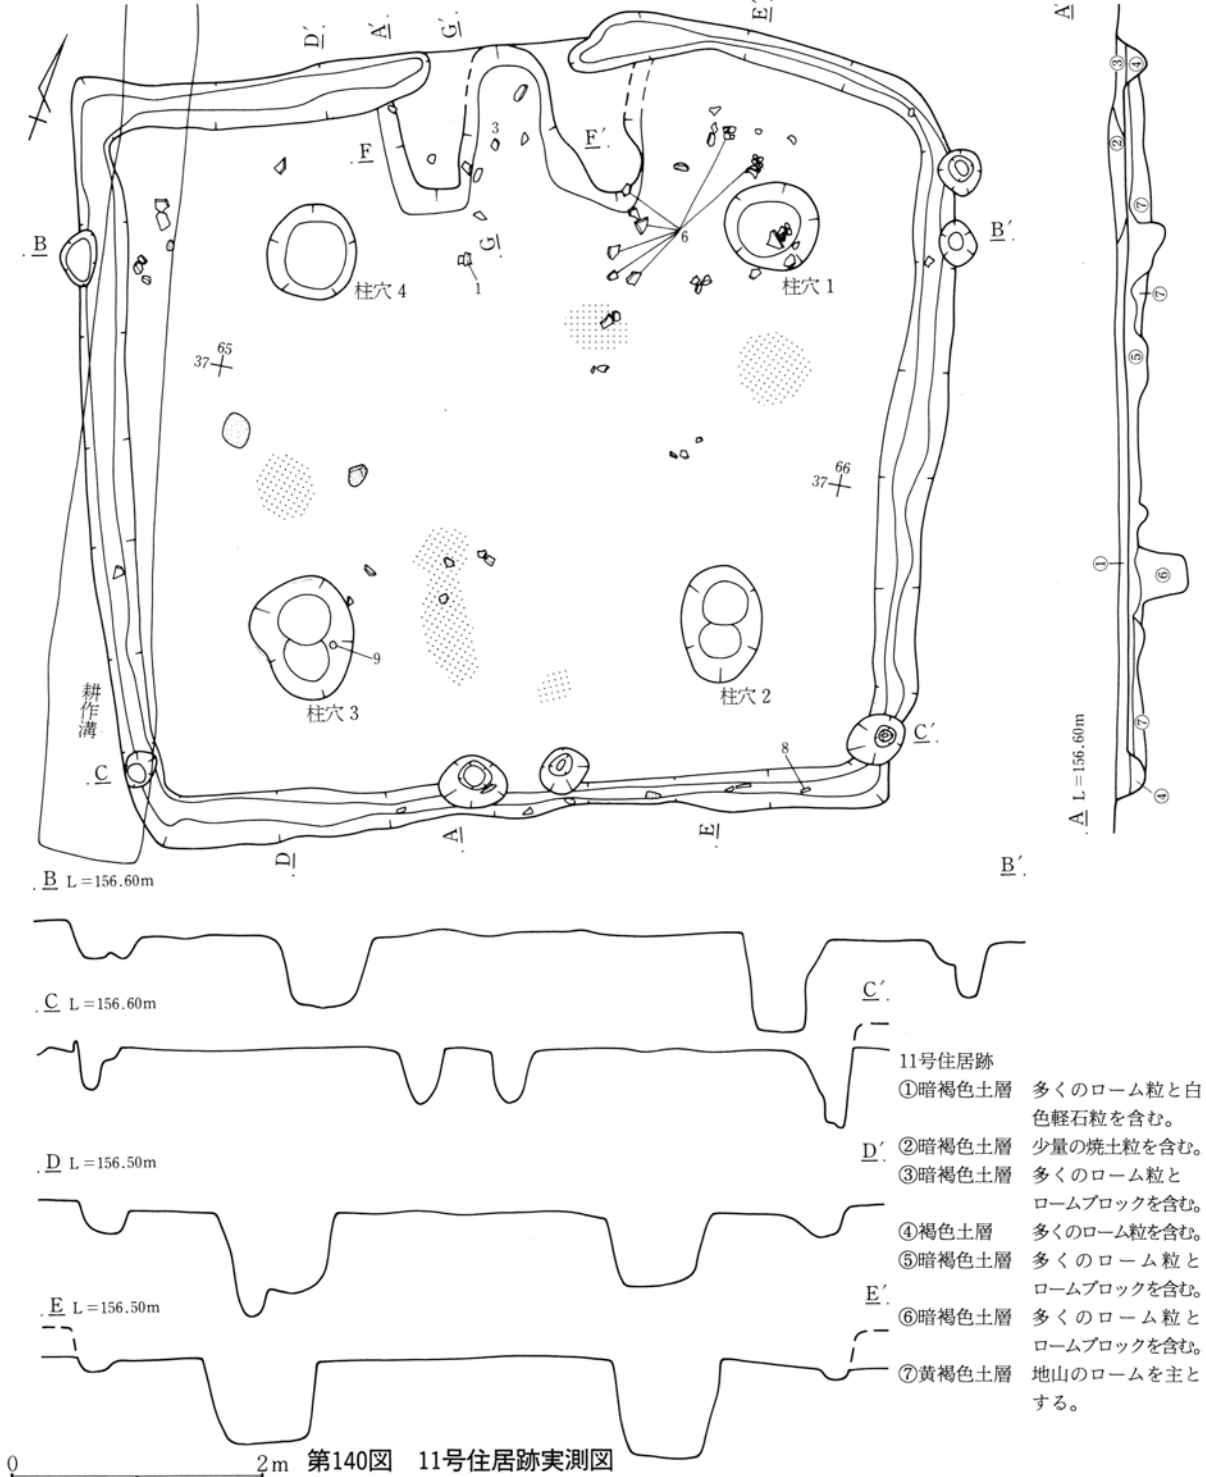 D′.
A′.
G′.
E′.
A′
③
④
②
3
F
F′.
⑦
B
B′.
G
6
1
柱穴4
柱穴1
⑦
65
37
⑤
66
37
①
⑥
9
柱穴3
柱穴2
耕作溝
C
C′.
8
⑦
④
D
A
E
A L=156.60m
B L=156.60m
B′.
C L=156.60m
C′.
D L=156.50m
D′.
E L=156.50m
E′.
11号住居跡
①暗褐色土層 多くのローム粒と白
色軽石粒を含む。
②暗褐色土層 少量の焼土粒を含む。
③暗褐色土層 多くのローム粒と
ロームブロックを含む。
④褐色土層 多くのローム粒を含む。
⑤暗褐色土層 多くのローム粒と
ロームブロックを含む。
⑥暗褐色土層 多くのローム粒と
ロームブロックを含む。
⑦黄褐色土層 地山のロームを主と
する。
0 2m
第140図 11号住居跡実測図